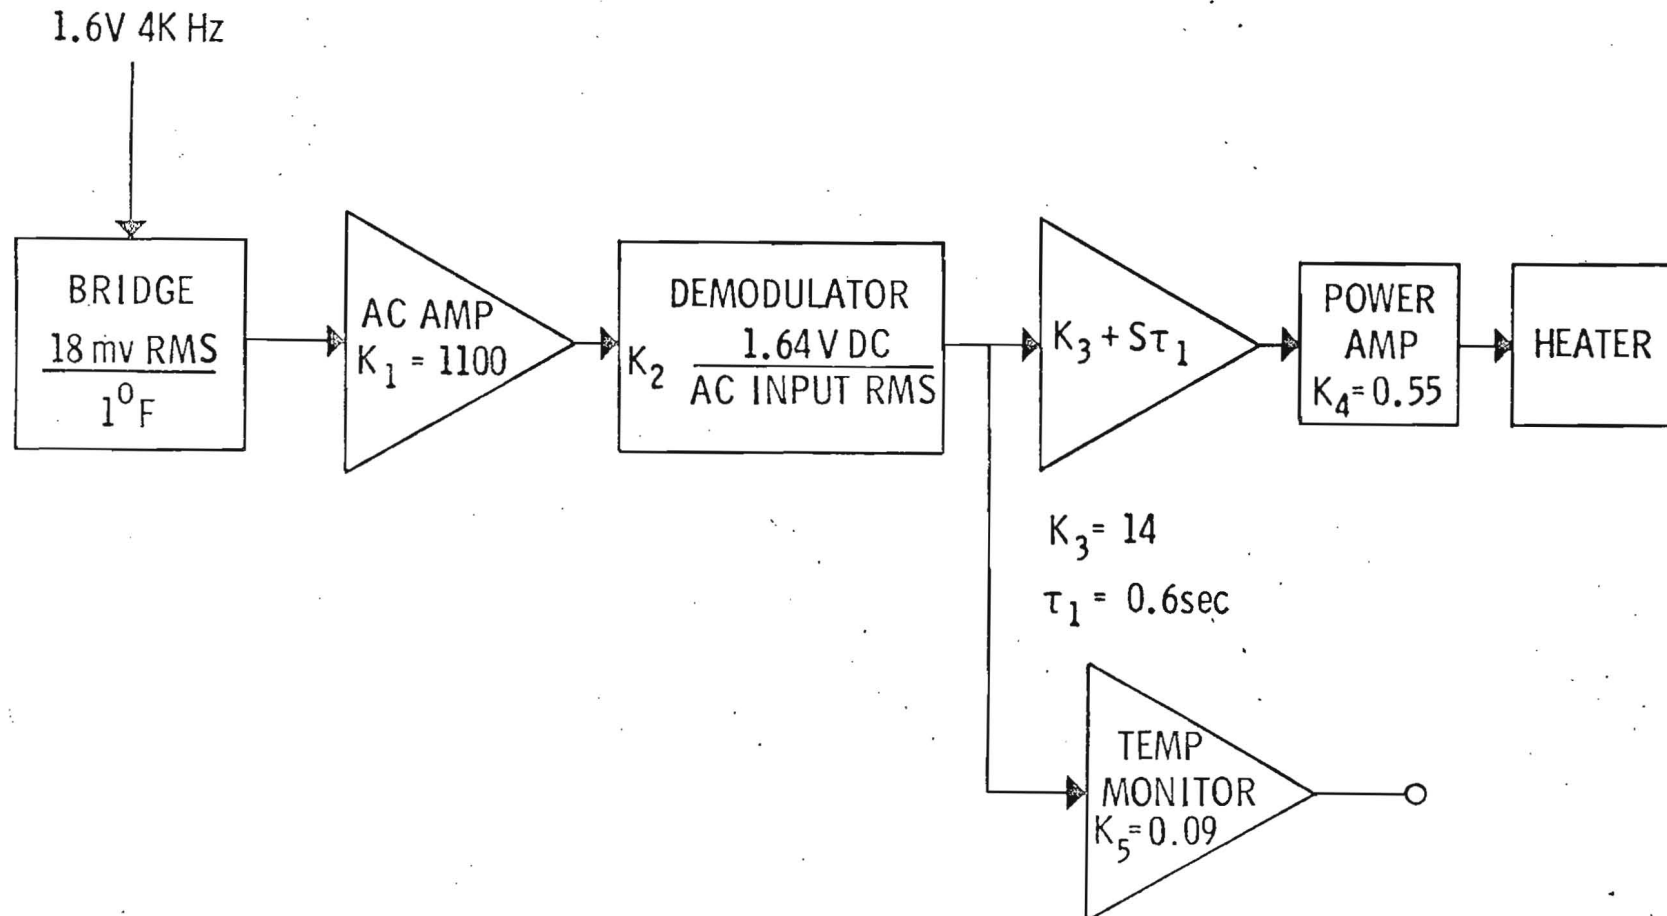 1.6V 4K Hz
BRIDGE
18 mv RMS
1⁰F
AC AMP
K₁ = 1100
K₂
DEMODULATOR
1.64 V DC
AC INPUT RMS
K₃ + Sτ₁
POWER
AMP
K₄=0.55
HEATER
K₃= 14
τ₁ = 0.6sec
TEMP
MONITOR
K₅=0.09